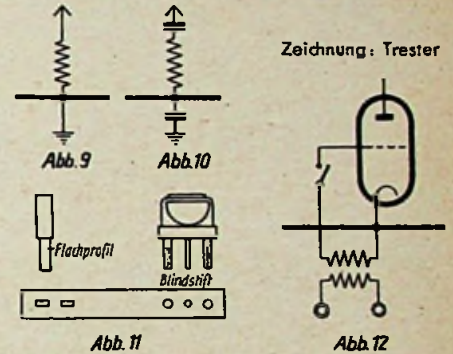 Zeichnung: Trester
Abb.9
Abb.10
Flachprofil
Blindstift
Abb.11
Abb.12